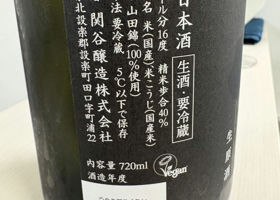 日本酒
生酒・要冷蔵
ル分16度 精米歩合40%
名 米(国産)米こうじ(国産米)
山田錦(100%使用)
法 要冷蔵 5℃以下で保存
関谷醸造株式会社
北設楽郡設楽町田口字町浦22
内容量 720ml
酒造年度
Vegan
生
酒